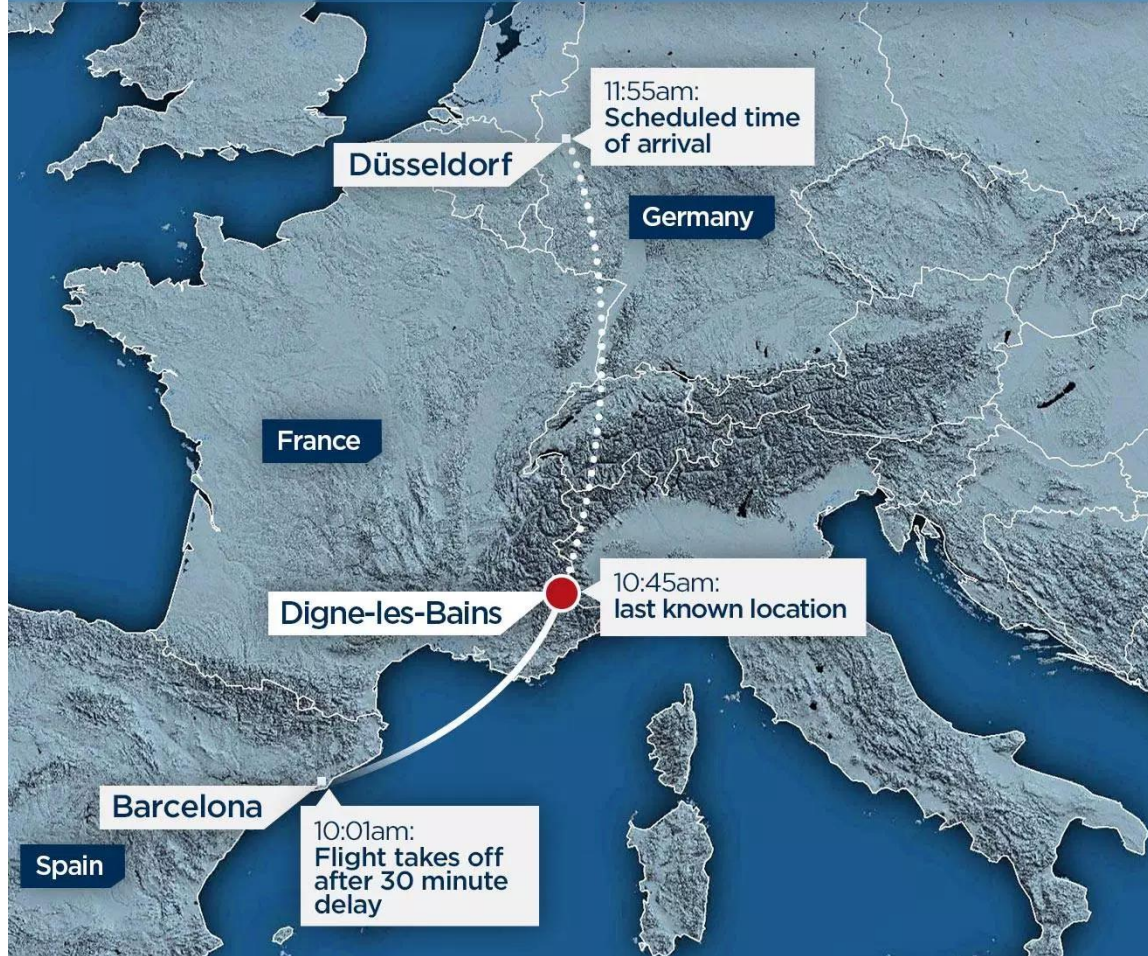 11:55am:
Scheduled time
of arrival
Düsseldorf
Germany
France
Digne-les-Bains
10:45am:
last known location
Barcelona
10:01am:
Flight takes off
after 30 minute
delay
Spain